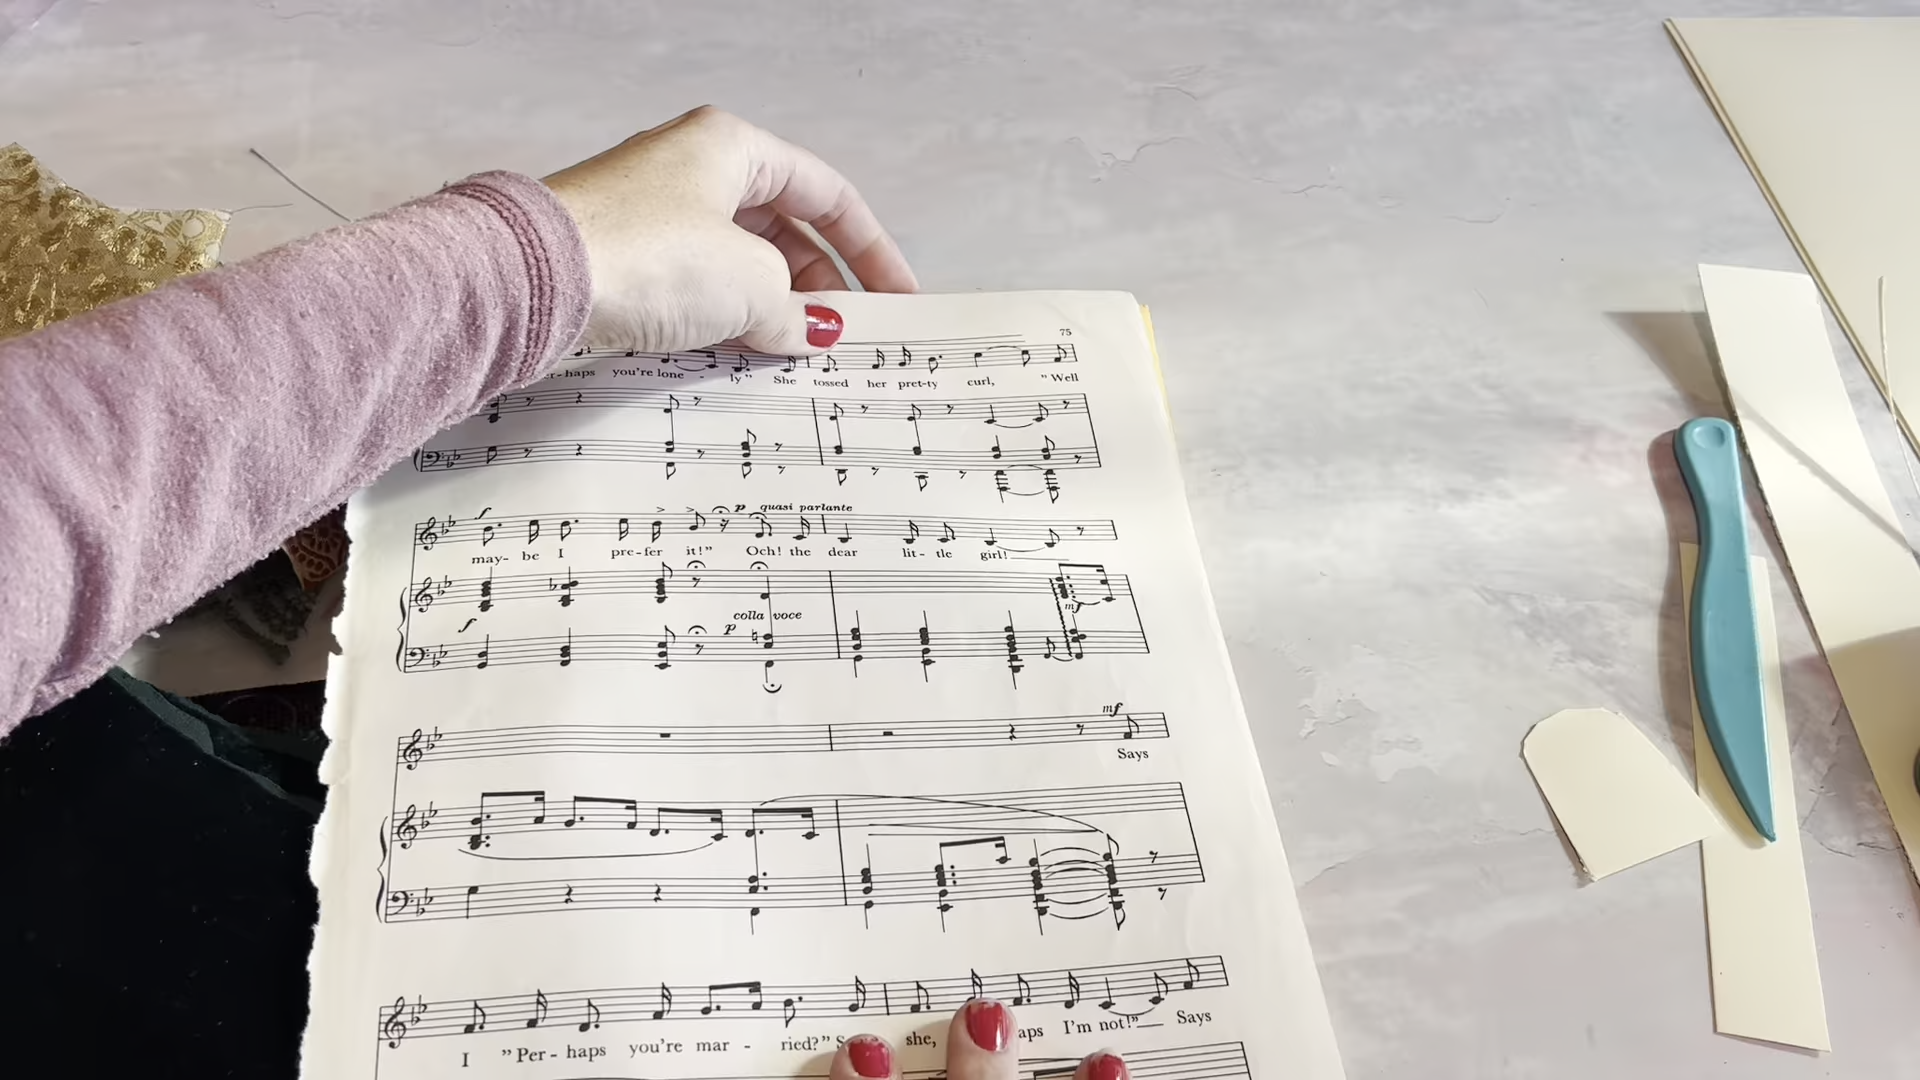 75
haps you're lone - ly" She tossed her pret-ty curl, "Well
f p quasi parlante
may- be I pre-fer it!" Och! the dear lit- tle girl!
mf
colla voce
f p
mf
Says
I "Per- haps you're mar - ried?" she, I'm not!" Says